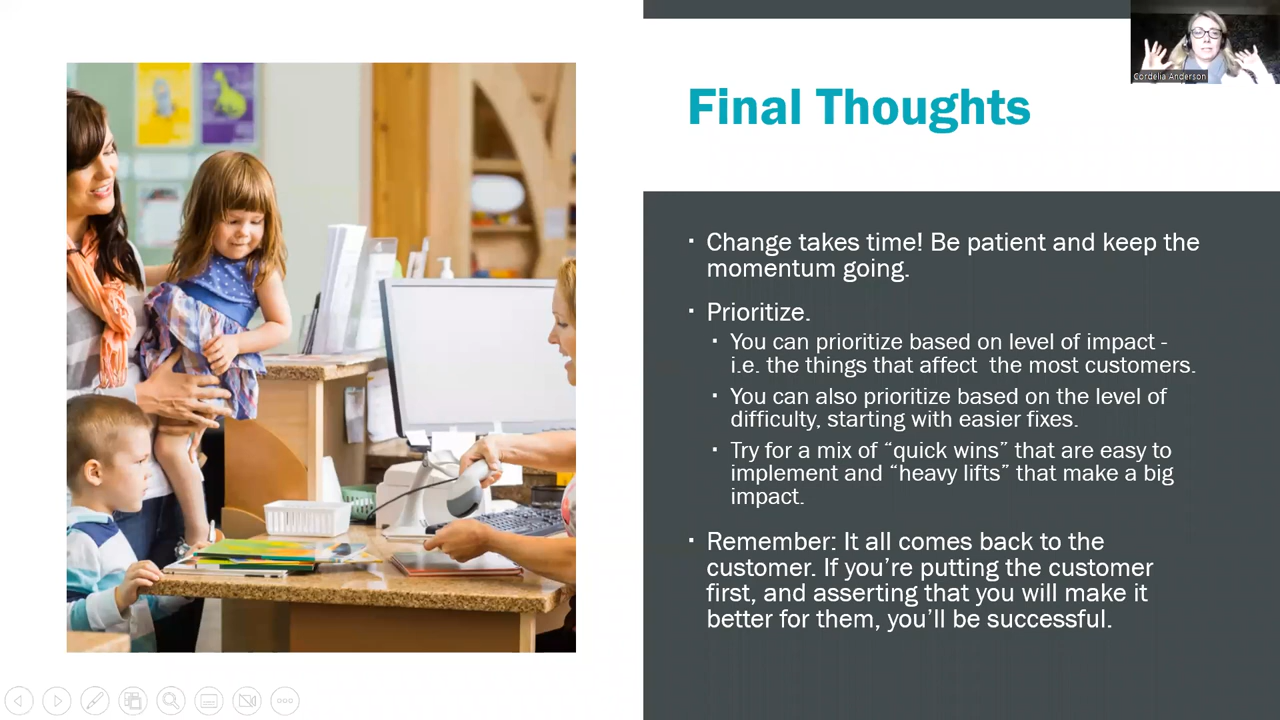 Cordelia Anderson
Final Thoughts
▪ Change takes time! Be patient and keep the
momentum going.
▪ Prioritize.
▪ You can prioritize based on level of impact -
i.e. the things that affect  the most customers.
▪ You can also prioritize based on the level of
difficulty, starting with easier fixes.
▪ Try for a mix of “quick wins” that are easy to
implement and “heavy lifts” that make a big
impact.
▪ Remember: It all comes back to the
customer. If you’re putting the customer
first, and asserting that you will make it
better for them, you’ll be successful.